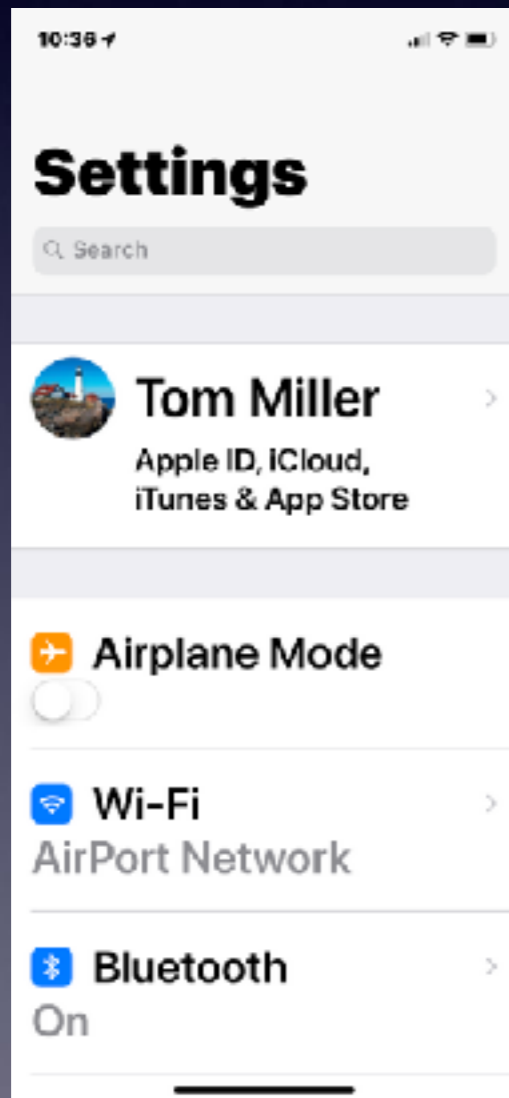 10:36
Settings
Search
Tom Miller
Apple ID, iCloud,
iTunes & App Store
Airplane Mode
Wi-Fi
AirPort Network
Bluetooth
On